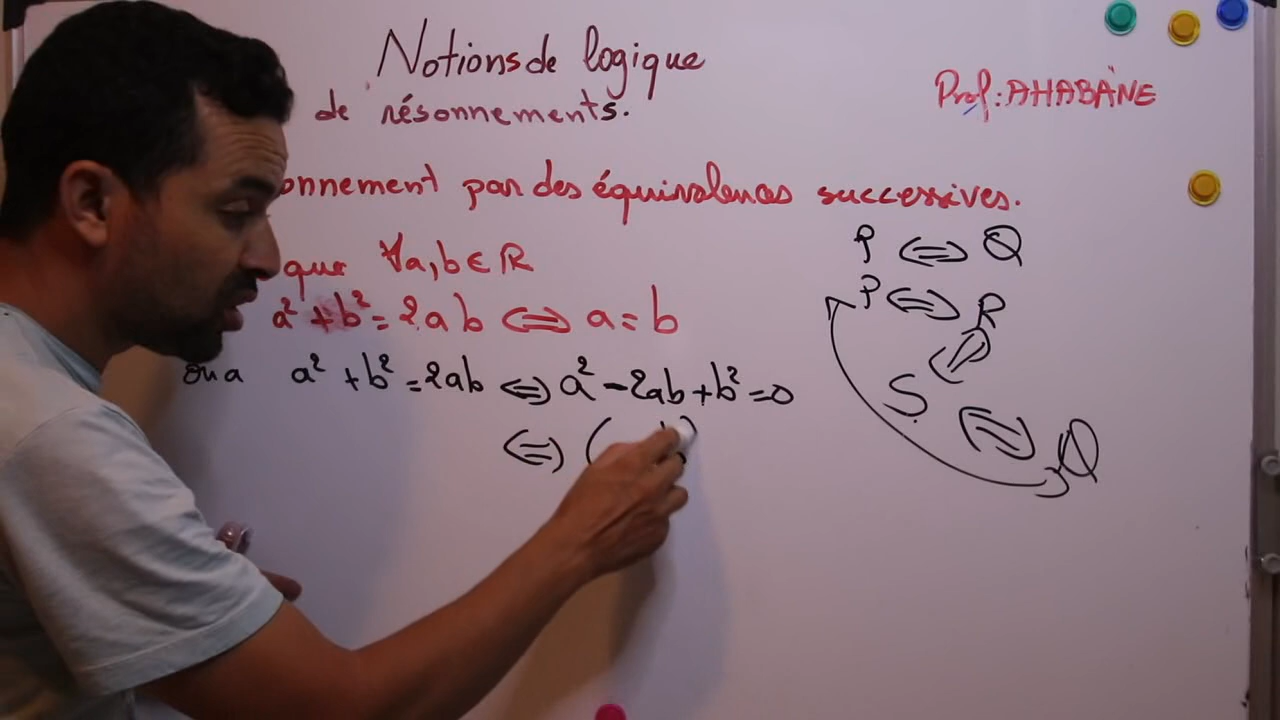 Notions de logique
de résonnements.
Prof: AHABANE
onnement par des équivalences successives.
que ∀a,b∈ℝ
a² + b² = 2ab ⇔ a = b
on a a² + b² = 2ab ⇔ a² - 2ab + b² = 0
⇔ (
P ⇔ Q
P ⇔ R
⇔
S ⇔ Q